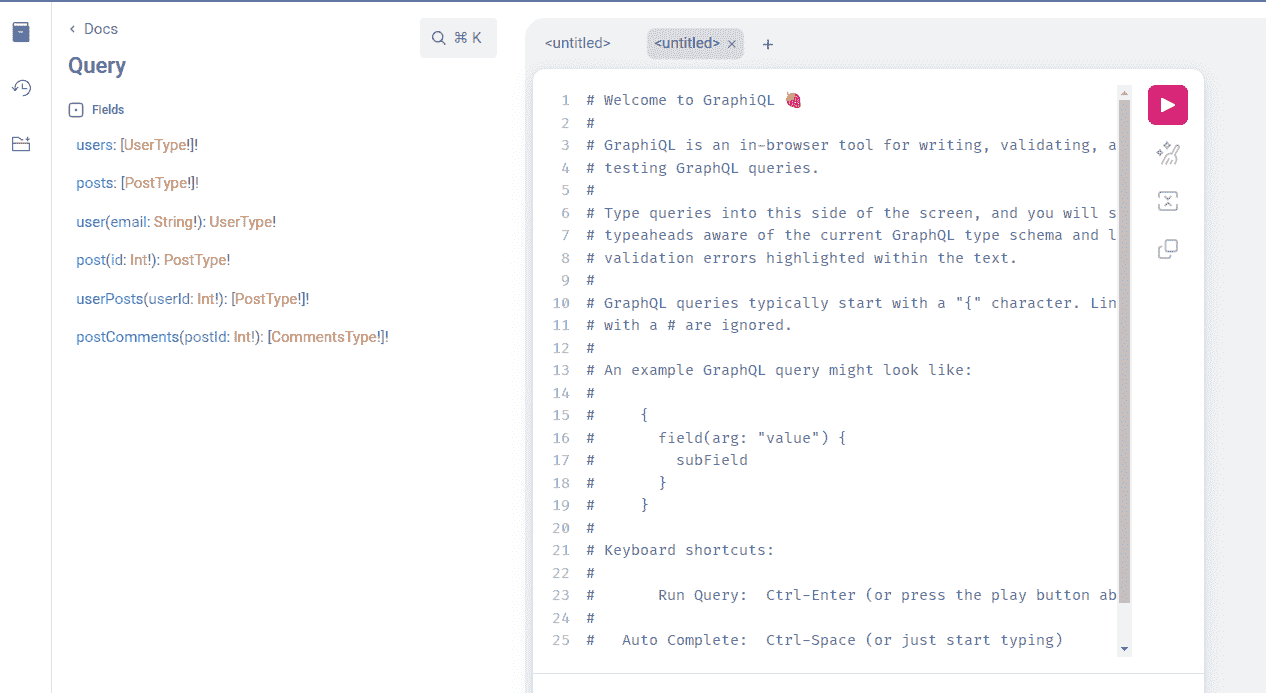 Docs
Query
Fields
users: [UserType!]!
posts: [PostType!]!
user(email: String!): UserType!
post(id: Int!): PostType!
userPosts(userId: Int!): [PostType!]!
postComments(postId: Int!): [CommentsType!]!
⌘ K
<untitled> <untitled> × +
1 # Welcome to GraphiQL 🍓
2 #
3 # GraphiQL is an in-browser tool for writing, validating, a
4 # testing GraphQL queries.
5 #
6 # Type queries into this side of the screen, and you will s
7 # typeaheads aware of the current GraphQL type schema and l
8 # validation errors highlighted within the text.
9 #
10 # GraphQL queries typically start with a "{" character. Lin
11 # with a # are ignored.
12 #
13 # An example GraphQL query might look like:
14 #
15 #     {
16 #       field(arg: "value") {
17 #         subField
18 #       }
19 #     }
20 #
21 # Keyboard shortcuts:
22 #
23 #       Run Query:  Ctrl-Enter (or press the play button ab
24 #
25 #   Auto Complete:  Ctrl-Space (or just start typing)